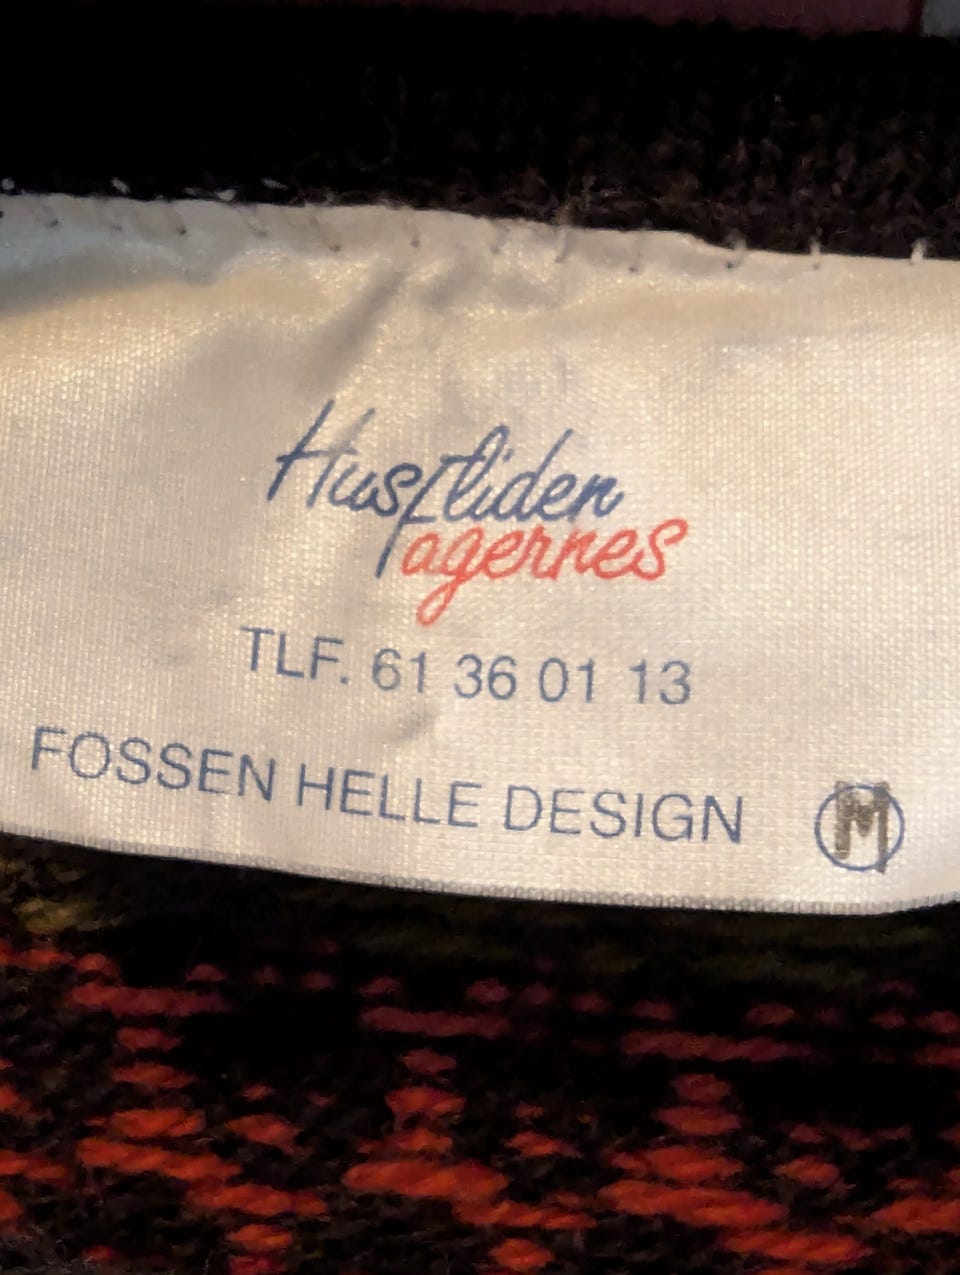 Husfliden
Fagernes
TLF. 61 36 01 13
FOSSEN HELLE DESIGN M